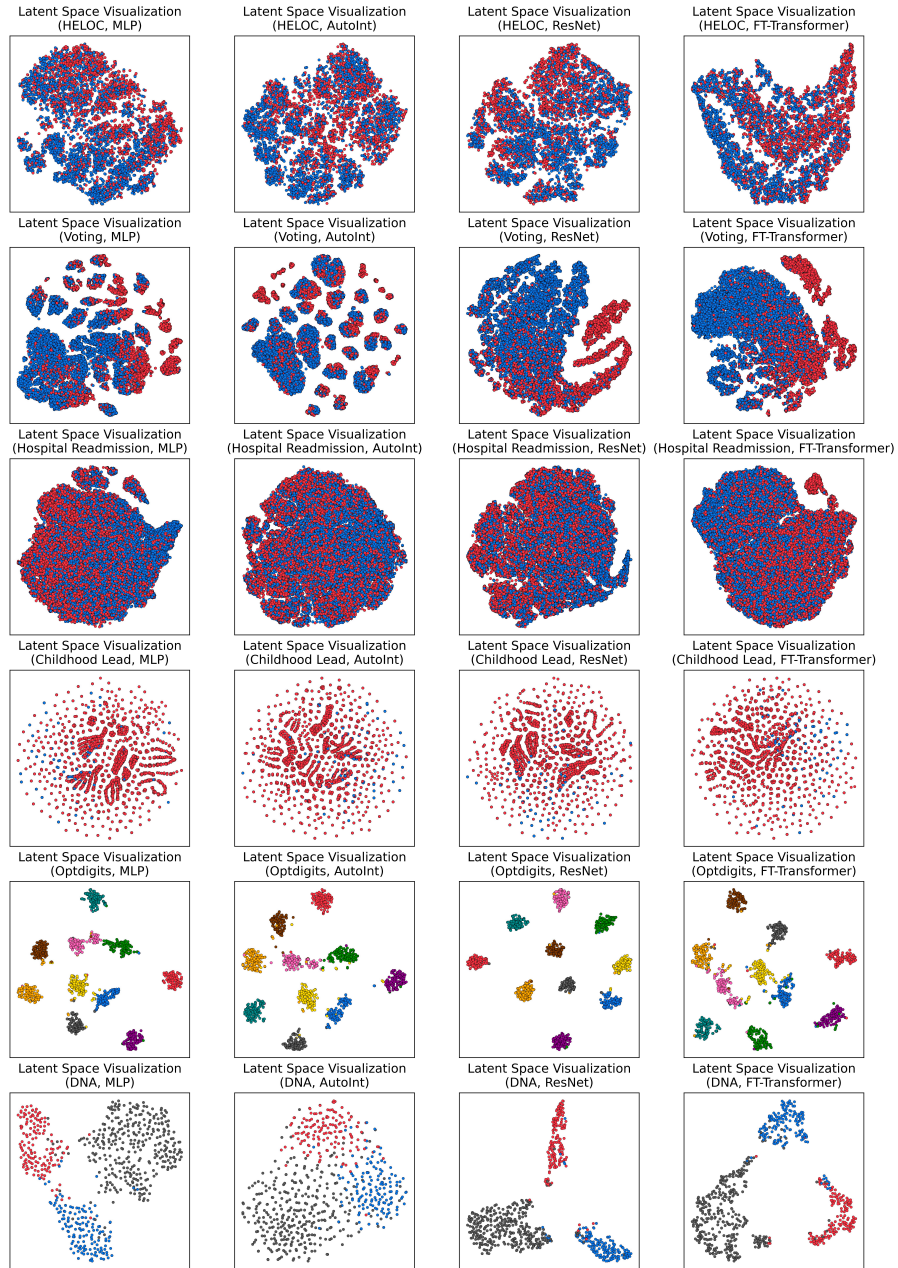 Latent Space Visualization
(HELOC, MLP)
Latent Space Visualization
(HELOC, AutoInt)
Latent Space Visualization
(HELOC, ResNet)
Latent Space Visualization
(HELOC, FT-Transformer)
Latent Space Visualization
(Voting, MLP)
Latent Space Visualization
(Voting, AutoInt)
Latent Space Visualization
(Voting, ResNet)
Latent Space Visualization
(Voting, FT-Transformer)
Latent Space Visualization
(Hospital Readmission, MLP)
Latent Space Visualization
(Hospital Readmission, AutoInt)
Latent Space Visualization
(Hospital Readmission, ResNet)
Latent Space Visualization
(Hospital Readmission, FT-Transformer)
Latent Space Visualization
(Childhood Lead, MLP)
Latent Space Visualization
(Childhood Lead, AutoInt)
Latent Space Visualization
(Childhood Lead, ResNet)
Latent Space Visualization
(Childhood Lead, FT-Transformer)
Latent Space Visualization
(Optdigits, MLP)
Latent Space Visualization
(Optdigits, AutoInt)
Latent Space Visualization
(Optdigits, ResNet)
Latent Space Visualization
(Optdigits, FT-Transformer)
Latent Space Visualization
(DNA, MLP)
Latent Space Visualization
(DNA, AutoInt)
Latent Space Visualization
(DNA, ResNet)
Latent Space Visualization
(DNA, FT-Transformer)